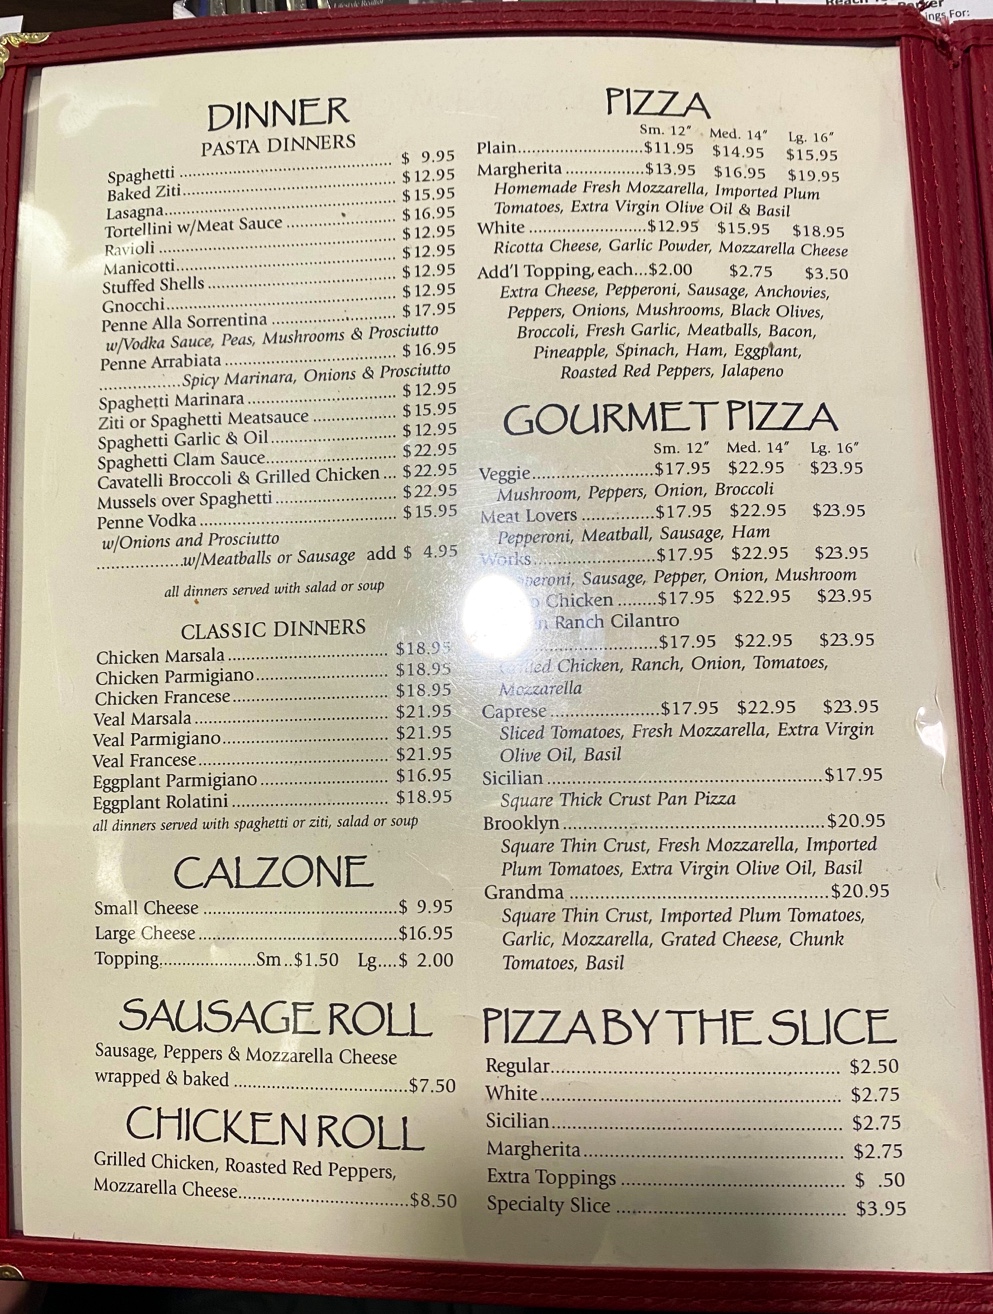 DINNER
PASTA DINNERS
Spaghetti ........ $ 9.95
Baked Ziti........ $12.95
Lasagna........ $15.95
Tortellini w/Meat Sauce ........ $16.95
Ravioli ........ $12.95
Manicotti........ $12.95
Stuffed Shells ........ $12.95
Gnocchi........ $12.95
Penne Alla Sorrentina ........ $17.95
w/Vodka Sauce, Peas, Mushrooms & Prosciutto
Penne Arrabiata ........ $16.95
........Spicy Marinara, Onions & Prosciutto
Spaghetti Marinara ........ $12.95
Ziti or Spaghetti Meatsauce ........ $15.95
Spaghetti Garlic & Oil........ $12.95
Spaghetti Clam Sauce........ $22.95
Cavatelli Broccoli & Grilled Chicken ... $22.95
Mussels over Spaghetti ........ $22.95
Penne Vodka ........ $15.95
w/Onions and Prosciutto
........w/Meatballs or Sausage add $ 4.95
all dinners served with salad or soup
CLASSIC DINNERS
Chicken Marsala ........ $18.95
Chicken Parmigiano........ $18.95
Chicken Francese........ $18.95
Veal Marsala ........ $21.95
Veal Parmigiano........ $21.95
Veal Francese........ $21.95
Eggplant Parmigiano ........ $16.95
Eggplant Rolatini ........ $18.95
all dinners served with spaghetti or ziti, salad or soup
CALZONE
Small Cheese ........$ 9.95
Large Cheese ........$16.95
Topping........Sm..$1.50 Lg....$ 2.00
SAUSAGE ROLL
Sausage, Peppers & Mozzarella Cheese
wrapped & baked ........$7.50
CHICKEN ROLL
Grilled Chicken, Roasted Red Peppers,
Mozzarella Cheese........$8.50
PIZZA
Sm. 12" Med. 14" Lg. 16"
Plain........$11.95 $14.95 $15.95
Margherita ........$13.95 $16.95 $19.95
Homemade Fresh Mozzarella, Imported Plum
Tomatoes, Extra Virgin Olive Oil & Basil
White ........$12.95 $15.95 $18.95
Ricotta Cheese, Garlic Powder, Mozzarella Cheese
Add'l Topping, each...$2.00 $2.75 $3.50
Extra Cheese, Pepperoni, Sausage, Anchovies,
Peppers, Onions, Mushrooms, Black Olives,
Broccoli, Fresh Garlic, Meatballs, Bacon,
Pineapple, Spinach, Ham, Eggplant,
Roasted Red Peppers, Jalapeno
GOURMET PIZZA
Sm. 12" Med. 14" Lg. 16"
Veggie........$17.95 $22.95 $23.95
Mushroom, Peppers, Onion, Broccoli
Meat Lovers ........$17.95 $22.95 $23.95
Pepperoni, Meatball, Sausage, Ham
Works........$17.95 $22.95 $23.95
Sausage, Pepper, Onion, Mushroom
Chicken ........$17.95 $22.95 $23.95
Ranch Cilantro
........$17.95 $22.95 $23.95
Chicken, Ranch, Onion, Tomatoes,
Mozzarella
Caprese ........$17.95 $22.95 $23.95
Sliced Tomatoes, Fresh Mozzarella, Extra Virgin
Olive Oil, Basil
Sicilian ........$17.95
Square Thick Crust Pan Pizza
Brooklyn ........$20.95
Square Thin Crust, Fresh Mozzarella, Imported
Plum Tomatoes, Extra Virgin Olive Oil, Basil
Grandma ........$20.95
Square Thin Crust, Imported Plum Tomatoes,
Garlic, Mozzarella, Grated Cheese, Chunk
Tomatoes, Basil
PIZZA BY THE SLICE
Regular........ $2.50
White........ $2.75
Sicilian........ $2.75
Margherita ........ $2.75
Extra Toppings ........ $ .50
Specialty Slice ........ $3.95